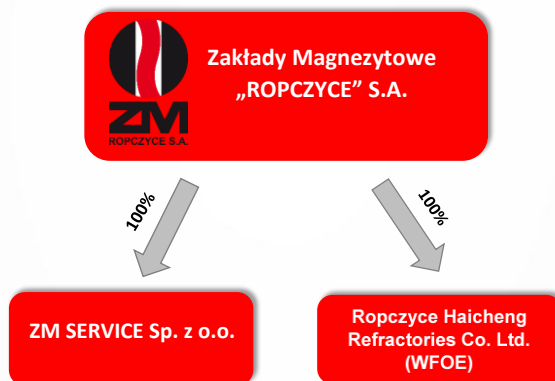 Zakłady Magnezytowe
„ROPCZYCE” S.A.
ZM
ROPCZYCE S.A.
100%
100%
ZM SERVICE Sp. z o.o.
Ropczyce Haicheng
Refractories Co. Ltd.
(WFOE)